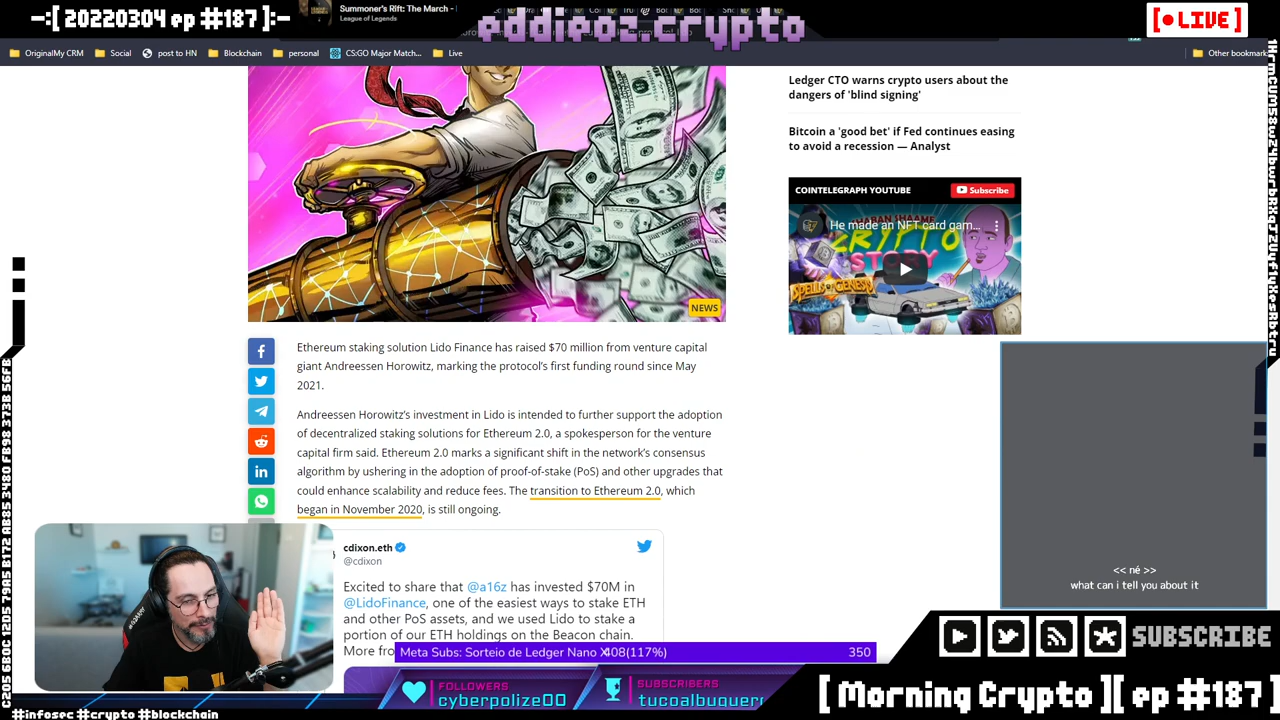 -:[ 20220304 ep #187 ]:-
Summoner's Rift: The March -
League of Legends
eddieoz.crypto
[● LIVE]
OriginalMy CRM
Social
post to HN
Blockchain
personal
CS:GO Major Match...
Live
Other bookmark
Ledger CTO warns crypto users about the
dangers of 'blind signing'
Bitcoin a 'good bet' if Fed continues easing
to avoid a recession — Analyst
COINTELEGRAPH YOUTUBE
Subscribe
He made an NFT card gam...
CRYPTO
STORY
SPELLS OF GENESIS
NEWS
Ethereum staking solution Lido Finance has raised $70 million from venture capital
giant Andreessen Horowitz, marking the protocol's first funding round since May
2021.
Andreessen Horowitz's investment in Lido is intended to further support the adoption
of decentralized staking solutions for Ethereum 2.0, a spokesperson for the venture
capital firm said. Ethereum 2.0 marks a significant shift in the network's consensus
algorithm by ushering in the adoption of proof-of-stake (PoS) and other upgrades that
could enhance scalability and reduce fees. The transition to Ethereum 2.0, which
began in November 2020, is still ongoing.
cdixon.eth
@cdixon
Excited to share that @a16z has invested $70M in
@LidoFinance, one of the easiest ways to stake ETH
and other PoS assets, and we used Lido to stake a
portion of our ETH holdings on the Beacon chain.
More fro
<< né >>
what can i tell you about it
Meta Subs: Sorteio de Ledger Nano X
408(117%)
350
FOLLOWERS
cyberpolize00
SUBSCRIBERS
tucoalbuquerq
SUBSCRIBE
[ Morning Crypto ][ ep #187 ]
#infosec #crypto #blockchain